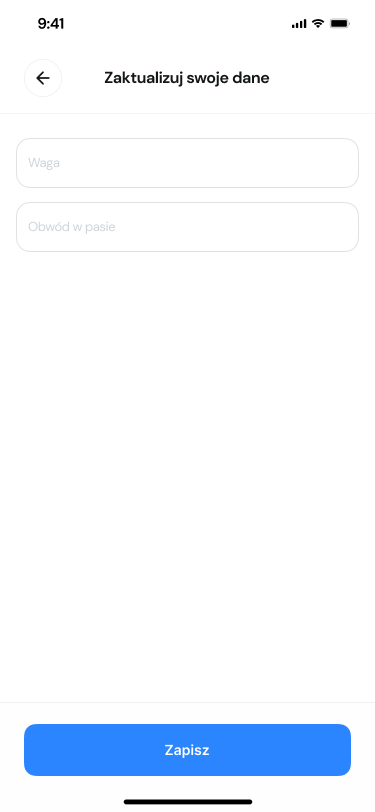 9:41
Zaktualizuj swoje dane
Waga
Obwód w pasie
Zapisz